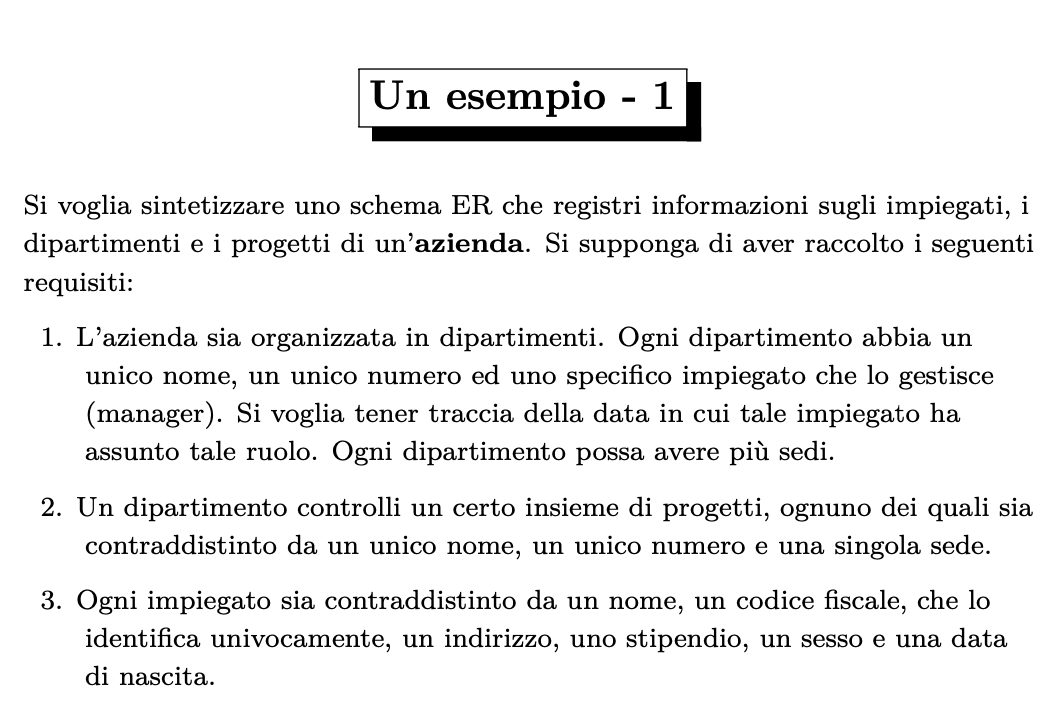 Un esempio - 1
Si voglia sintetizzare uno schema ER che registri informazioni sugli impiegati, i
dipartimenti e i progetti di un'azienda. Si supponga di aver raccolto i seguenti
requisiti:
1. L'azienda sia organizzata in dipartimenti. Ogni dipartimento abbia un
unico nome, un unico numero ed uno specifico impiegato che lo gestisce
(manager). Si voglia tener traccia della data in cui tale impiegato ha
assunto tale ruolo. Ogni dipartimento possa avere più sedi.
2. Un dipartimento controlli un certo insieme di progetti, ognuno dei quali sia
contraddistinto da un unico nome, un unico numero e una singola sede.
3. Ogni impiegato sia contraddistinto da un nome, un codice fiscale, che lo
identifica univocamente, un indirizzo, uno stipendio, un sesso e una data
di nascita.